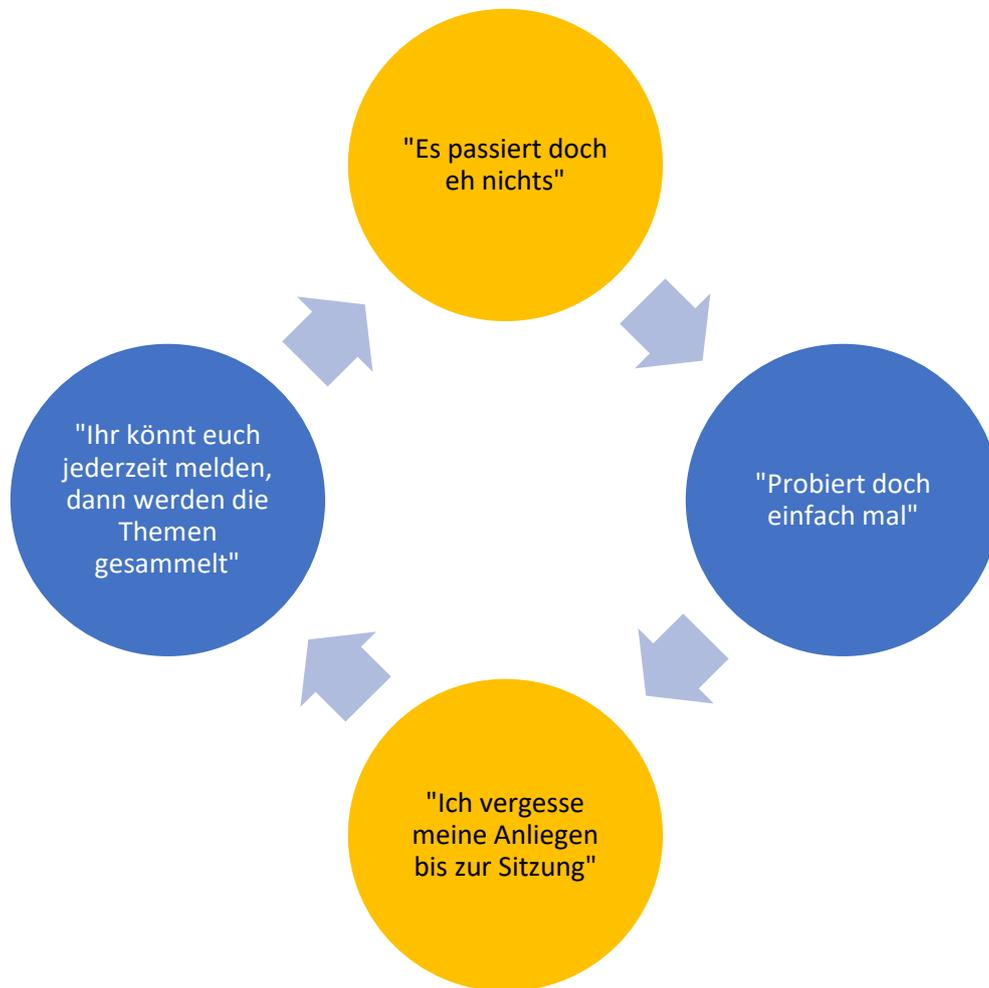 "Es passiert doch
eh nichts"
"Probiert doch
einfach mal"
"Ich vergesse
meine Anliegen
bis zur Sitzung"
"Ihr könnt euch
jederzeit melden,
dann werden die
Themen
gesammelt"